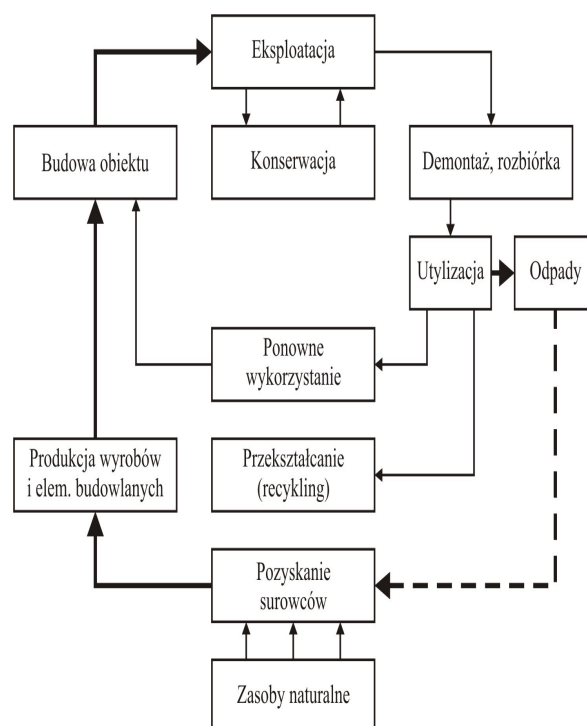 Eksploatacja
Budowa obiektu
Konserwacja
Demontaż, rozbiórka
Utylizacja
Odpady
Ponowne
wykorzystanie
Produkcja wyrobów
i elem. budowlanych
Przekształcanie
(recykling)
Pozyskanie
surowców
Zasoby naturalne